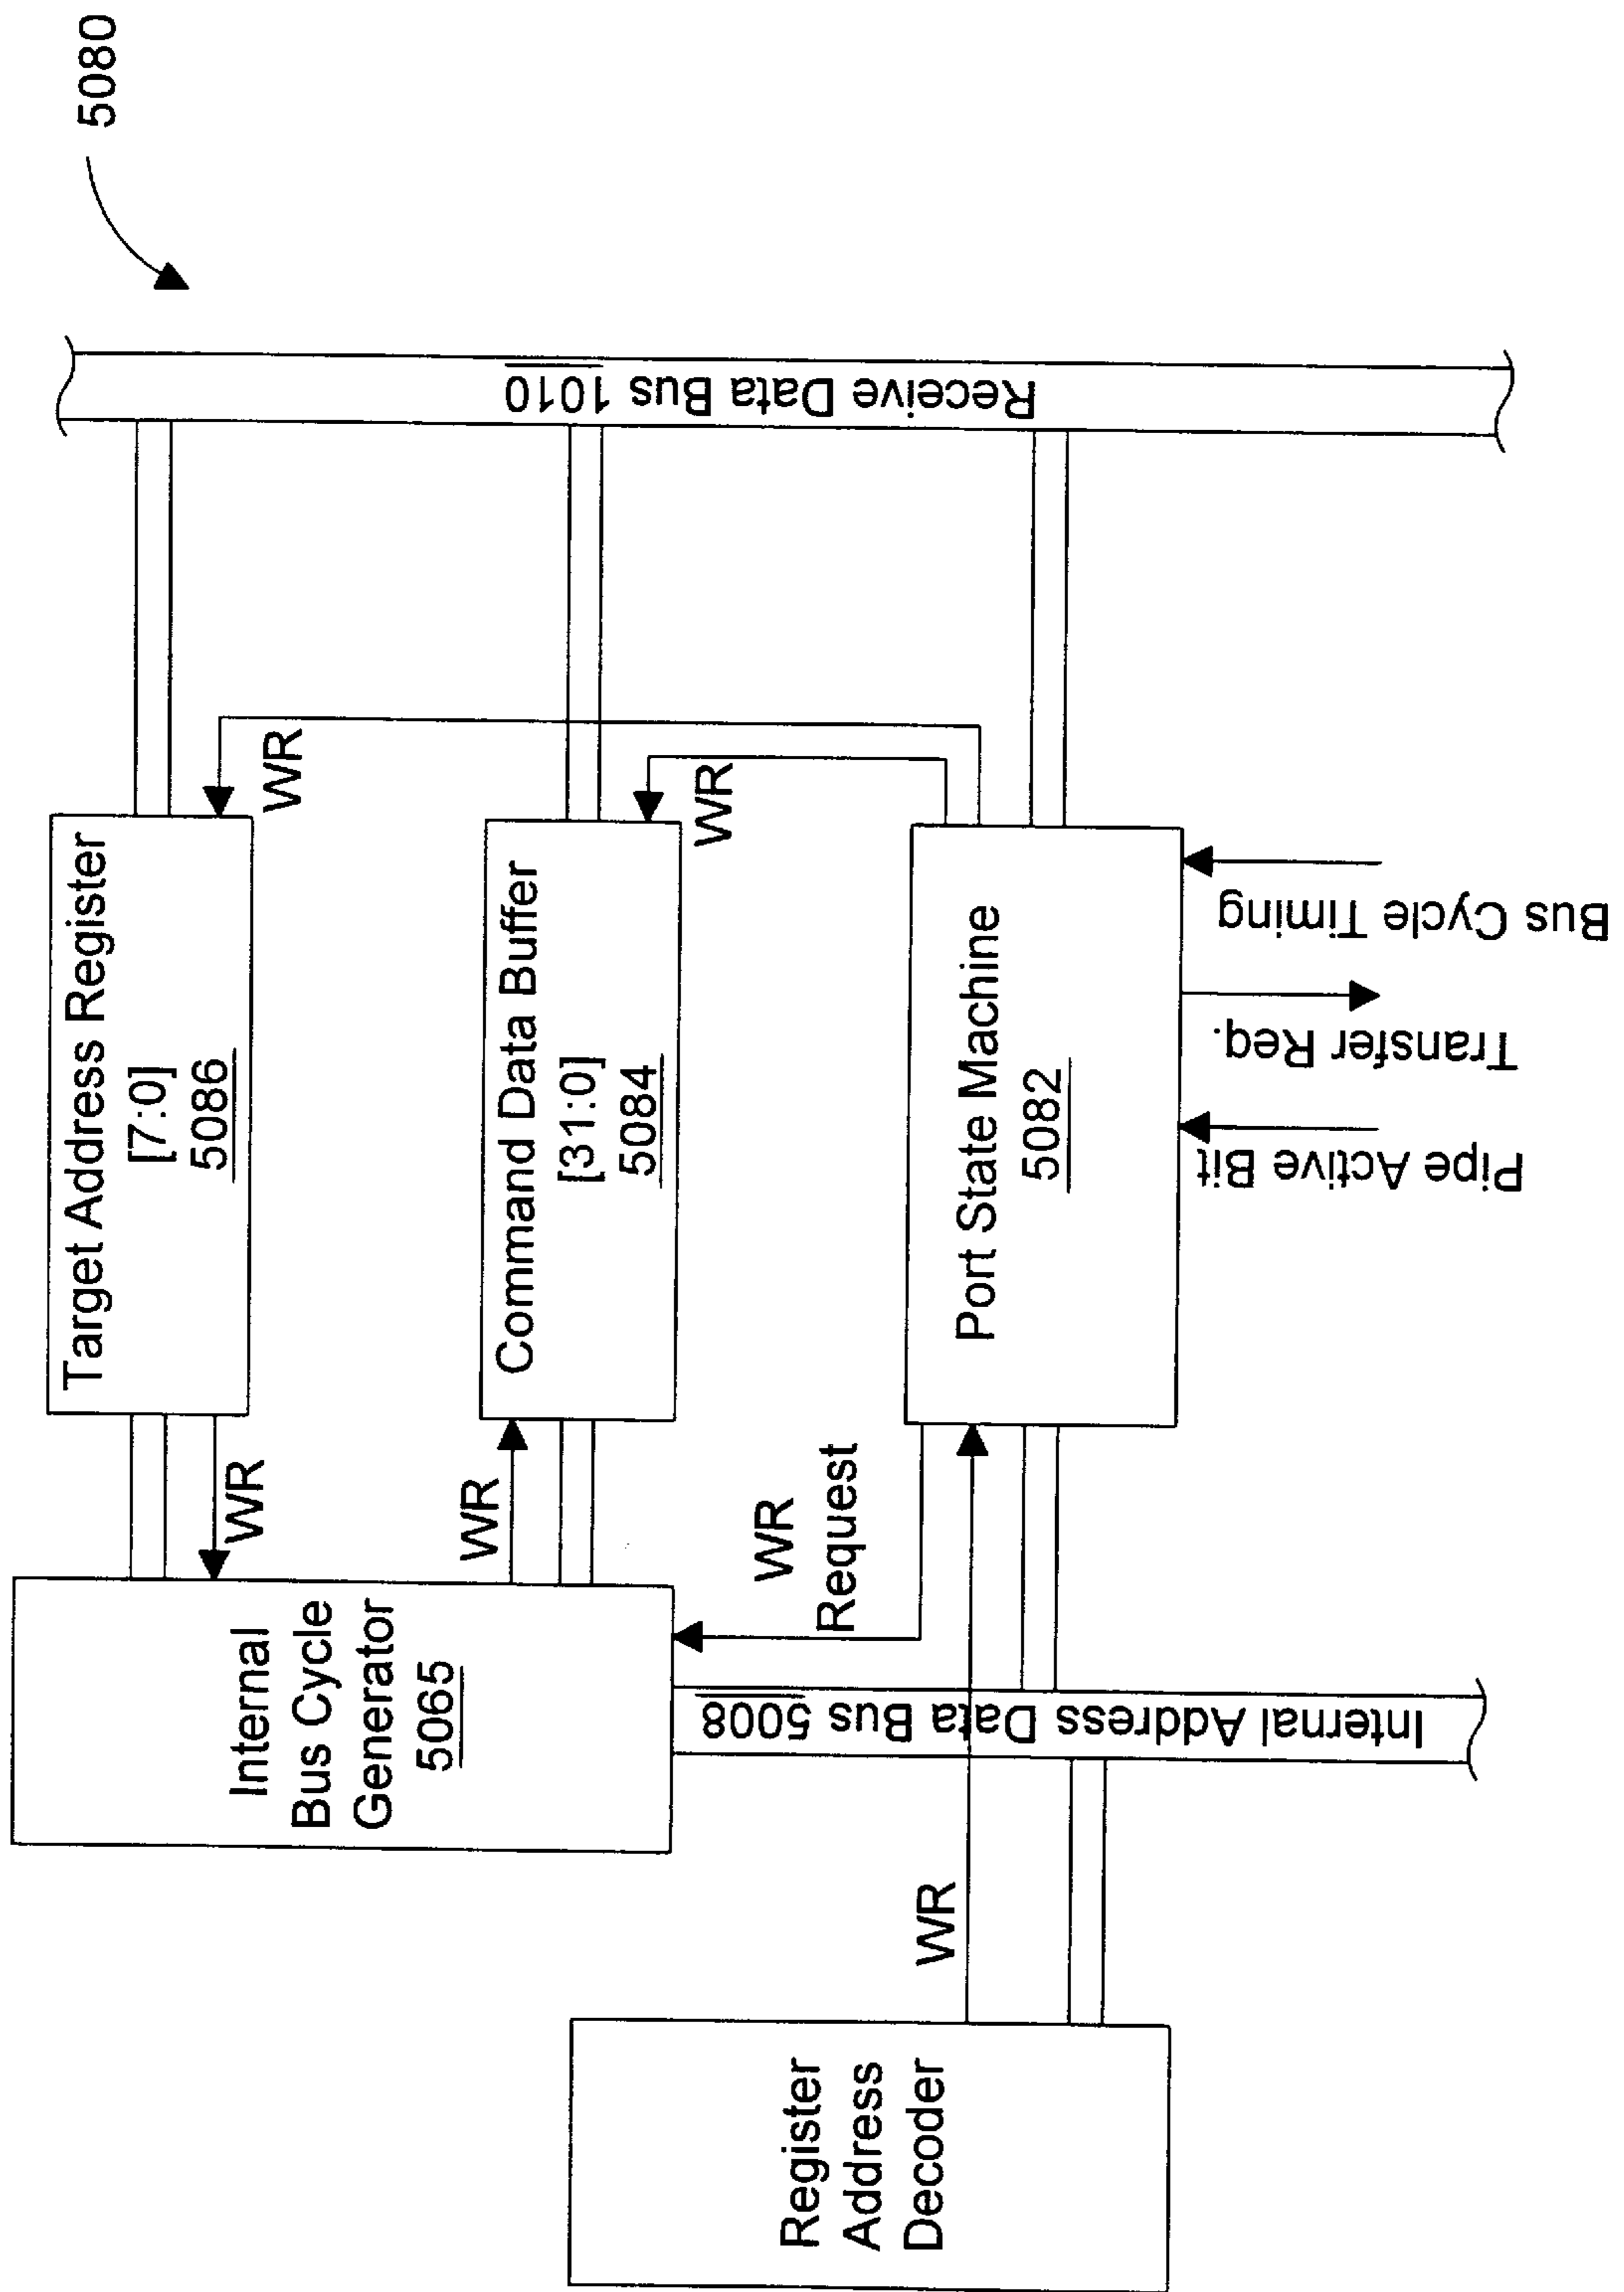 5080
Receive Data Bus 1010
Target Address Register
[7:0]
5086
WR
Command Data Buffer
[31:0]
5084
WR
Port State Machine
5082
Bus Cycle Timing
Transfer Req.
Pipe Active Bit
WR
WR
WR
Request
Internal
Bus Cycle
Generator
5065
Internal Address Data Bus 5008
WR
Register
Address
Decoder